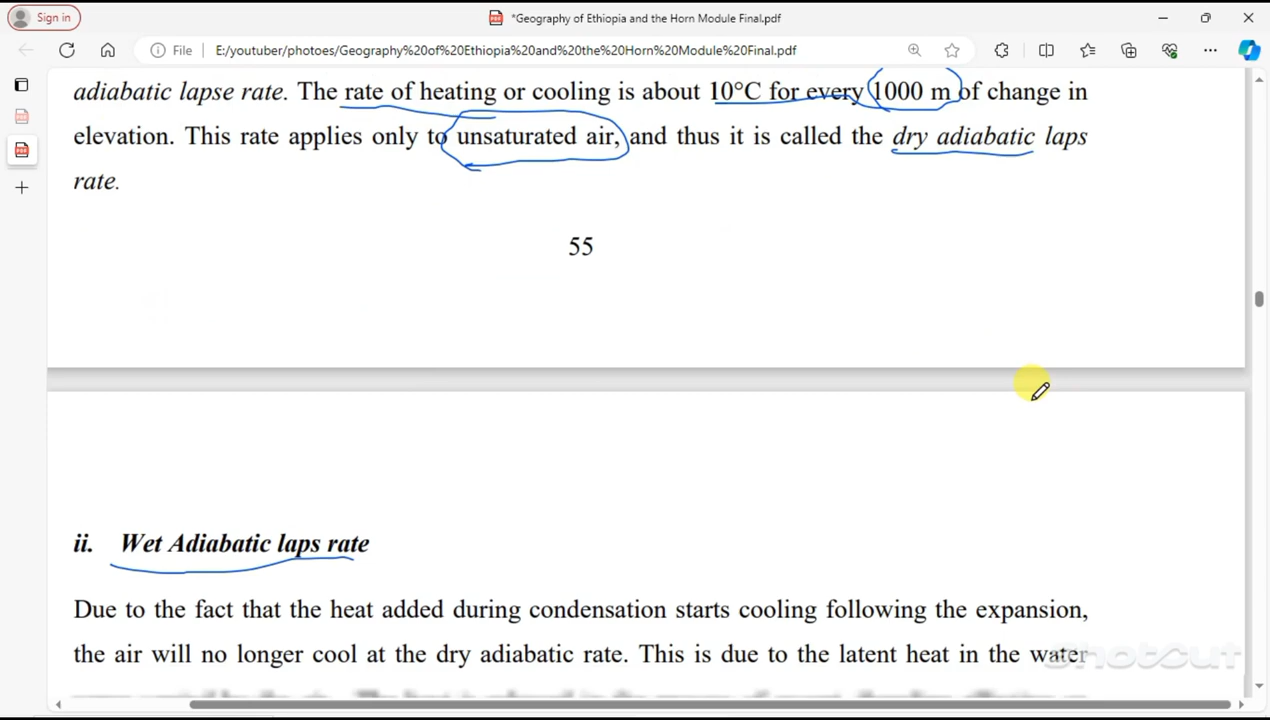 Sign in
*Geography of Ethiopia and the Horn Module Final.pdf
File
E:/youtuber/photoes/Geography%20of%20Ethiopia%20and%20the%20Horn%20Module%20Final.pdf
adiabatic lapse rate. The rate of heating or cooling is about 10°C for every 1000 m of change in
elevation. This rate applies only to unsaturated air, and thus it is called the dry adiabatic laps
rate.
55
ii. Wet Adiabatic laps rate
Due to the fact that the heat added during condensation starts cooling following the expansion,
the air will no longer cool at the dry adiabatic rate. This is due to the latent heat in the water
shotcut